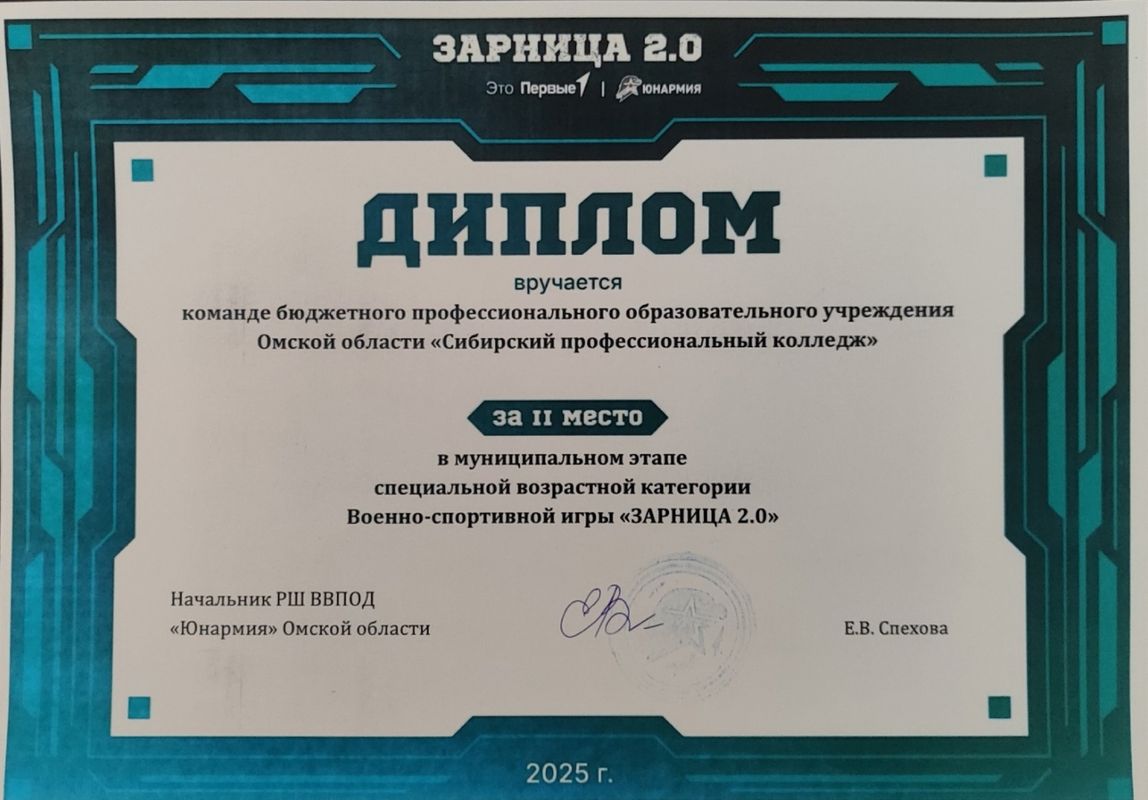 ЗАРНИЦА 2.0
Это Первые | ЮНАРМИЯ
ДИПЛОМ
вручается
команде бюджетного профессионального образовательного учреждения
Омской области «Сибирский профессиональный колледж»
за II место
в муниципальном этапе
специальной возрастной категории
Военно-спортивной игры «ЗАРНИЦА 2.0»
Начальник РШ ВВПОД
«Юнармия» Омской области
Е.В. Спехова
2025 г.